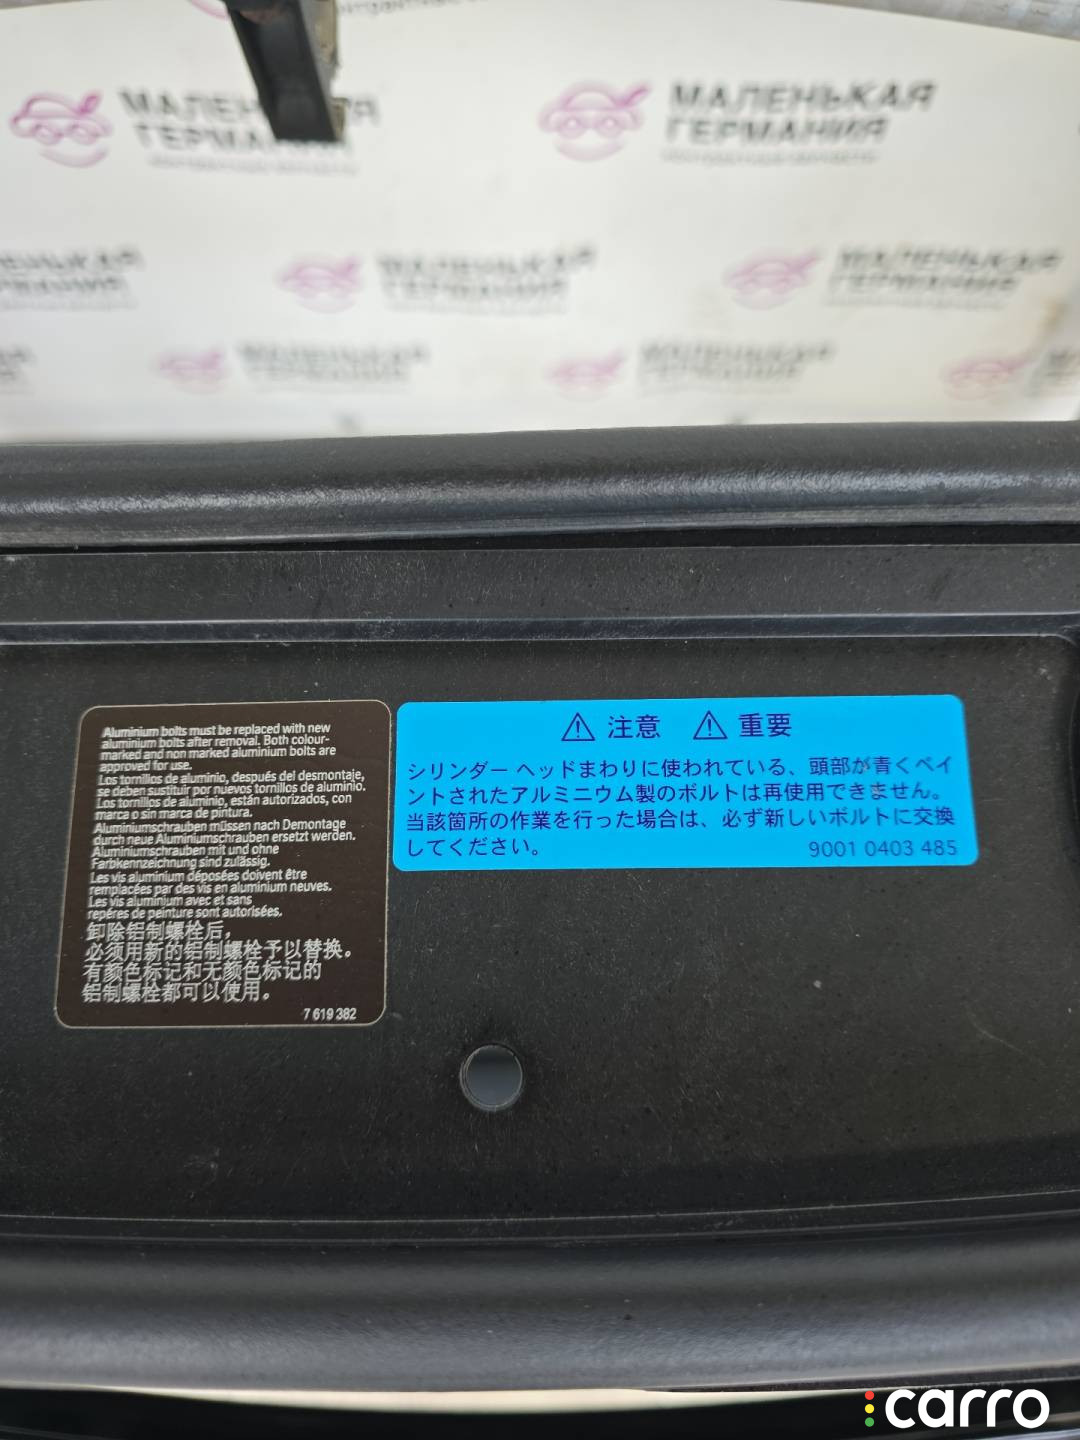 МАЛЕНЬКАЯ
ГЕРМАНИЯ
МАЛЕНЬКАЯ
ГЕРМАНИЯ
МАЛЕНЬКАЯ
ГЕРМАНИЯ
МАЛЕНЬКАЯ
ГЕРМАНИЯ
МАЛЕНЬКАЯ
ГЕРМАНИЯ
МАЛЕНЬКАЯ
ГЕРМАНИЯ
Aluminium bolts must be replaced with new
aluminium bolts after removal. Both colour-
marked and non marked aluminium bolts are
approved for use.
Los tornillos de aluminio, después del desmontaje,
se deben sustituir por nuevos tornillos de aluminio.
Los tornillos de aluminio, están autorizados, con
marca o sin marca de pintura.
Aluminiumschrauben müssen nach Demontage
durch neue Aluminiumschrauben ersetzt werden.
Aluminiumschrauben mit und ohne
Farbkennzeichnung sind zulässig.
Les vis aluminium déposées doivent être
remplacées par des vis en aluminium neuves.
Les vis aluminium avec et sans
repères de peinture sont autorisées.
卸除铝制螺栓后，
必须用新的铝制螺栓予以替换。
有颜色标记和无颜色标记的
铝制螺栓都可以使用。
7 619 382
注意 重要
シリンダー ヘッドまわりに使われている、頭部が青くペイ
ントされたアルミニウム製のボルトは再使用できません。
当該箇所の作業を行った場合は、必ず新しいボルトに交換
してください。
9001 0403 485
carro